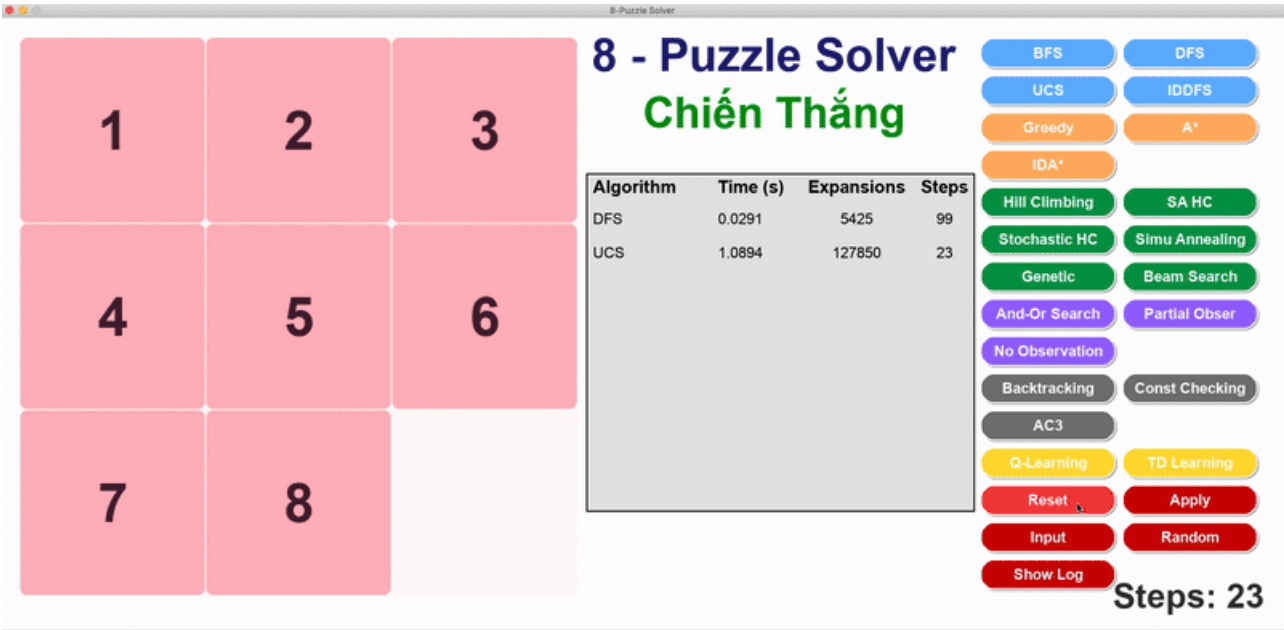 8-Puzzle Solver
1 2 3
4 5 6
7 8
8 - Puzzle Solver
Chiến Thắng
Algorithm Time (s) Expansions Steps
DFS 0.0291 5425 99
UCS 1.0894 127850 23
BFS DFS
UCS IDDFS
Greedy A*
IDA*
Hill Climbing SA HC
Stochastic HC Simu Annealing
Genetic Beam Search
And-Or Search Partial Obser
No Observation
Backtracking Const Checking
AC3
Q-Learning TD Learning
Reset Apply
Input Random
Show Log
Steps: 23